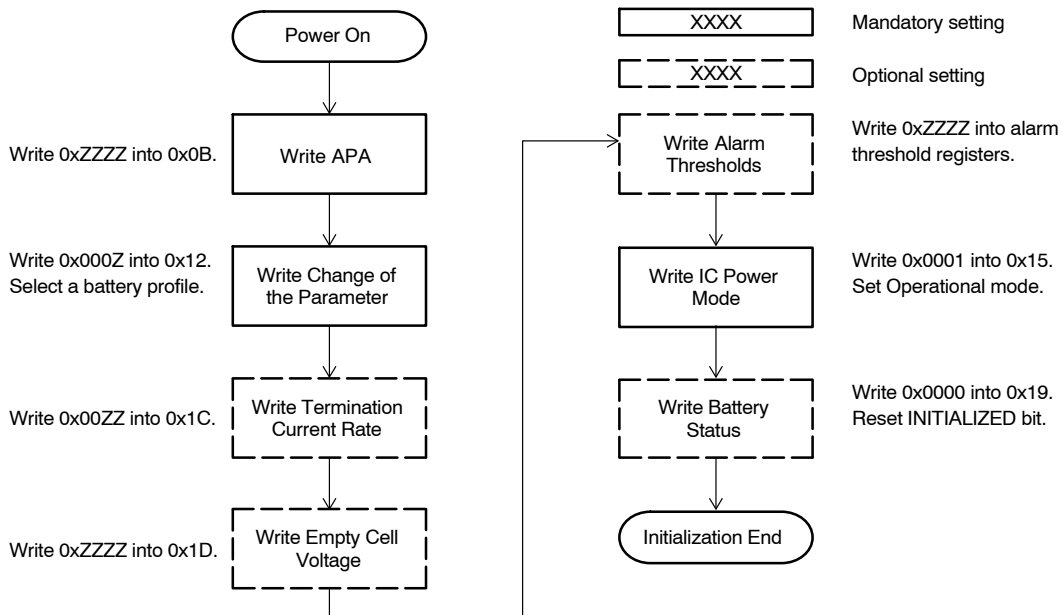 Power On
Write 0xZZZZ into 0x0B.
Write APA
Write 0x000Z into 0x12.
Select a battery profile.
Write Change of
the Parameter
Write 0x00ZZ into 0x1C.
Write Termination
Current Rate
Write 0xZZZZ into 0x1D.
Write Empty Cell
Voltage
XXXX
Mandatory setting
XXXX
Optional setting
Write Alarm
Thresholds
Write 0xZZZZ into alarm
threshold registers.
Write IC Power
Mode
Write 0x0001 into 0x15.
Set Operational mode.
Write Battery
Status
Write 0x0000 into 0x19.
Reset INITIALIZED bit.
Initialization End